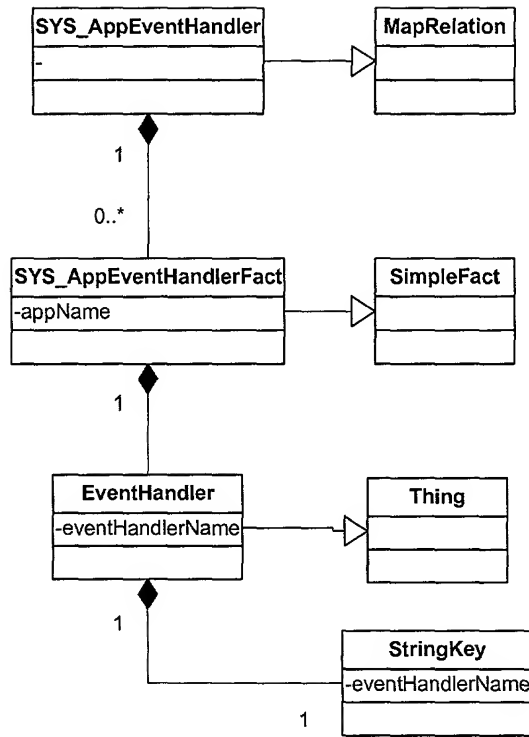 SYS_AppEventHandler
MapRelation
-
1
0..*
SYS_AppEventHandlerFact
SimpleFact
-appName
1
EventHandler
Thing
-eventHandlerName
1
StringKey
-eventHandlerName
1